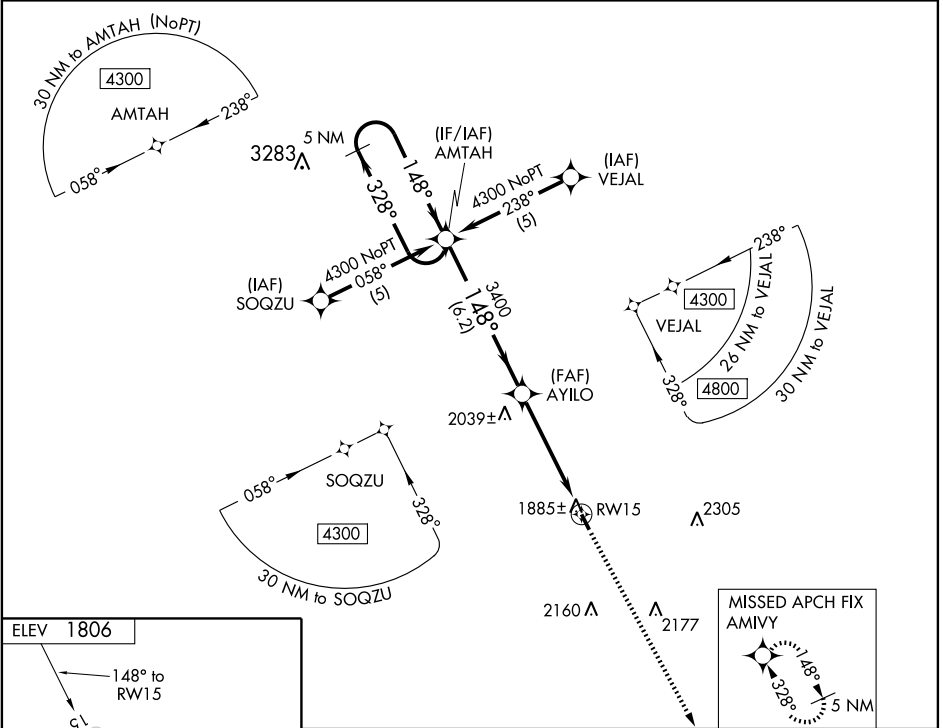 30 NM to AMTAH (NoPT)
4300
AMTAH
238°
058°
3283
5 NM
(IF/IAF)
AMTAH
148°
328°
4300 NoPT
238°
(5)
(IAF)
VEJAL
4300 NoPT
058°
(5)
(IAF)
SOQZU
3400
148°
(6.2)
(FAF)
AYILO
2039±
238°
4300
VEJAL
26 NM to VEJAL
4800
30 NM to VEJAL
328°
058°
SOQZU
328°
4300
30 NM to SOQZU
1885±
RW15
2305
2160
2177
MISSED APCH FIX
AMIVY
148°
328°
5 NM
ELEV 1806
148° to
RW15
15